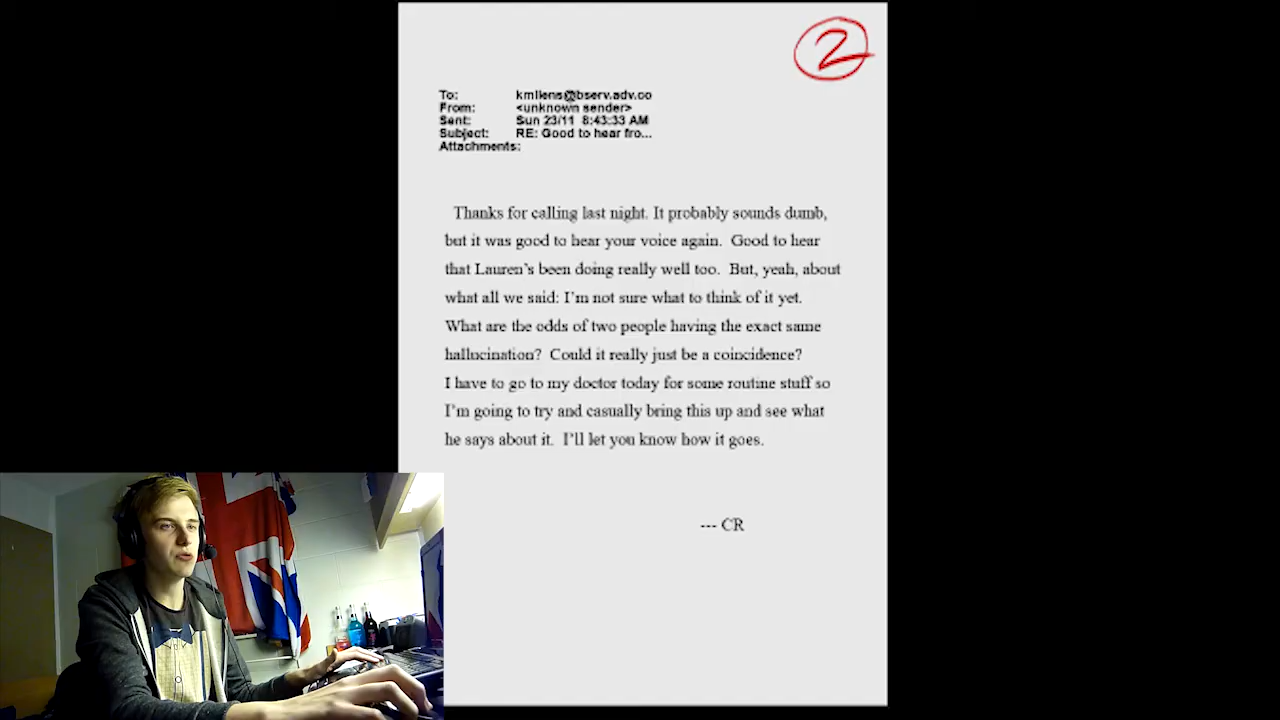 2
To: kmilens@bserv.adv.co
From: <unknown sender>
Sent: Sun 23/11 8:43:33 AM
Subject: RE: Good to hear fro...
Attachments:
Thanks for calling last night. It probably sounds dumb,
but it was good to hear your voice again. Good to hear
that Lauren's been doing really well too. But, yeah, about
what all we said: I'm not sure what to think of it yet.
What are the odds of two people having the exact same
hallucination? Could it really just be a coincidence?
I have to go to my doctor today for some routine stuff so
I'm going to try and casually bring this up and see what
he says about it. I'll let you know how it goes.
--- CR